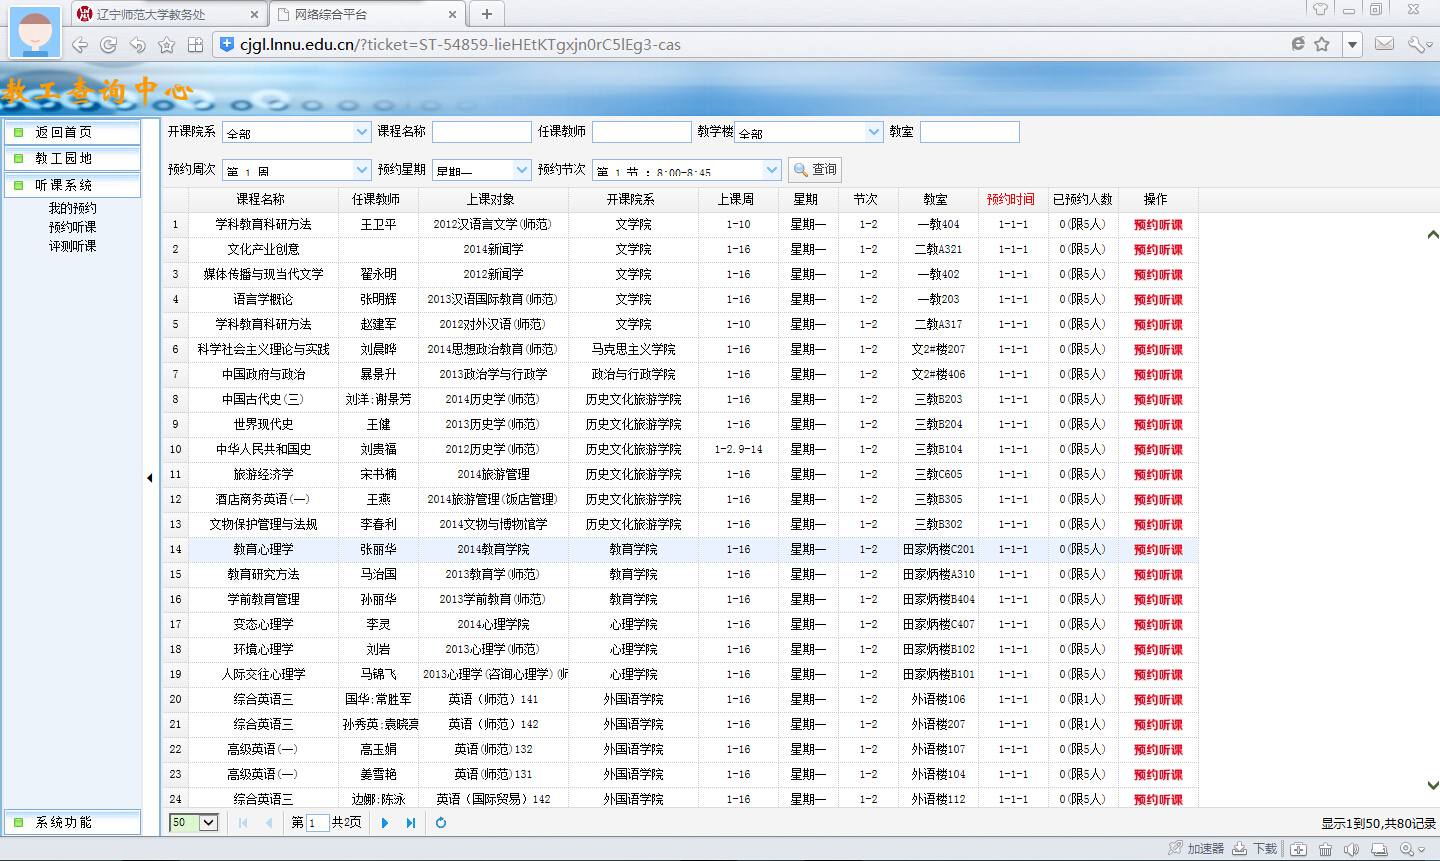 辽宁师范大学教务处
网络综合平台
cjgl.lnnu.edu.cn/?ticket=ST-54859-lieHEtKTgxjn0rC5lEg3-cas
教工查询中心
返回首页
教工园地
听课系统
我的预约
预约听课
评测听课
系统功能
开课院系 全部 课程名称 任课教师 教学楼 全部 教室
预约周次 第 1 周 预约星期 星期一 预约节次 第 1 节 : 8:00-8:45 查询
课程名称 任课教师 上课对象 开课院系 上课周 星期 节次 教室 预约时间 已预约人数 操作
1 学科教育科研方法 王卫平 2012汉语言文学(师范) 文学院 1-10 星期一 1-2 一教404 1-1-1 0(限5人) 预约听课
2 文化产业创意 2014新闻学 文学院 1-16 星期一 1-2 二教A321 1-1-1 0(限5人) 预约听课
3 媒体传播与现当代文学 翟永明 2012新闻学 文学院 1-16 星期一 1-2 一教402 1-1-1 0(限5人) 预约听课
4 语言学概论 张明辉 2013汉语国际教育(师范) 文学院 1-16 星期一 1-2 一教203 1-1-1 0(限5人) 预约听课
5 学科教育科研方法 赵建军 2012对外汉语(师范) 文学院 1-10 星期一 1-2 二教A317 1-1-1 0(限5人) 预约听课
6 科学社会主义理论与实践 刘晨晔 2014思想政治教育(师范) 马克思主义学院 1-16 星期一 1-2 文2#楼207 1-1-1 0(限5人) 预约听课
7 中国政府与政治 暴景升 2013政治学与行政学 政治与行政学院 1-16 星期一 1-2 文2#楼406 1-1-1 0(限5人) 预约听课
8 中国古代史(三) 刘洋;谢景芳 2014历史学(师范) 历史文化旅游学院 1-16 星期一 1-2 三教B203 1-1-1 0(限5人) 预约听课
9 世界现代史 王健 2013历史学(师范) 历史文化旅游学院 1-16 星期一 1-2 三教B204 1-1-1 0(限5人) 预约听课
10 中华人民共和国史 刘贵福 2012历史学(师范) 历史文化旅游学院 1-2.9-14 星期一 1-2 三教B104 1-1-1 0(限5人) 预约听课
11 旅游经济学 宋书楠 2014旅游管理 历史文化旅游学院 1-16 星期一 1-2 三教C605 1-1-1 0(限5人) 预约听课
12 酒店商务英语(一) 王燕 2014旅游管理(饭店管理) 历史文化旅游学院 1-16 星期一 1-2 三教B305 1-1-1 0(限5人) 预约听课
13 文物保护管理与法规 李春利 2014文物与博物馆学 历史文化旅游学院 1-16 星期一 1-2 三教B302 1-1-1 0(限5人) 预约听课
14 教育心理学 张丽华 2014教育学院 教育学院 1-16 星期一 1-2 田家炳楼C201 1-1-1 0(限5人) 预约听课
15 教育研究方法 马治国 2013教育学(师范) 教育学院 1-16 星期一 1-2 田家炳楼A310 1-1-1 0(限5人) 预约听课
16 学前教育管理 孙丽华 2013学前教育(师范) 教育学院 1-16 星期一 1-2 田家炳楼B404 1-1-1 0(限5人) 预约听课
17 变态心理学 李灵 2014心理学院 心理学院 1-16 星期一 1-2 田家炳楼C407 1-1-1 0(限5人) 预约听课
18 环境心理学 刘岩 2013心理学(师范) 心理学院 1-16 星期一 1-2 田家炳楼B102 1-1-1 0(限5人) 预约听课
19 人际交往心理学 马锦飞 2013心理学(咨询心理学)(师 心理学院 1-16 星期一 1-2 田家炳楼B101 1-1-1 0(限5人) 预约听课
20 综合英语三 国华;常胜军 英语（师范）141 外国语学院 1-16 星期一 1-2 外语楼106 1-1-1 0(限1人) 预约听课
21 综合英语三 孙秀英;袁晓亮 英语（师范）142 外国语学院 1-16 星期一 1-2 外语楼207 1-1-1 0(限1人) 预约听课
22 高级英语(一) 高玉娟 英语(师范)132 外国语学院 1-16 星期一 1-2 外语楼107 1-1-1 0(限5人) 预约听课
23 高级英语(一) 姜雪艳 英语(师范)131 外国语学院 1-16 星期一 1-2 外语楼104 1-1-1 0(限5人) 预约听课
24 综合英语三 边娜;陈泳 英语（国际贸易）142 外国语学院 1-16 星期一 1-2 外语楼112 1-1-1 0(限5人) 预约听课
50 第 1 共2页 显示1到50,共80记录
加速器 下载